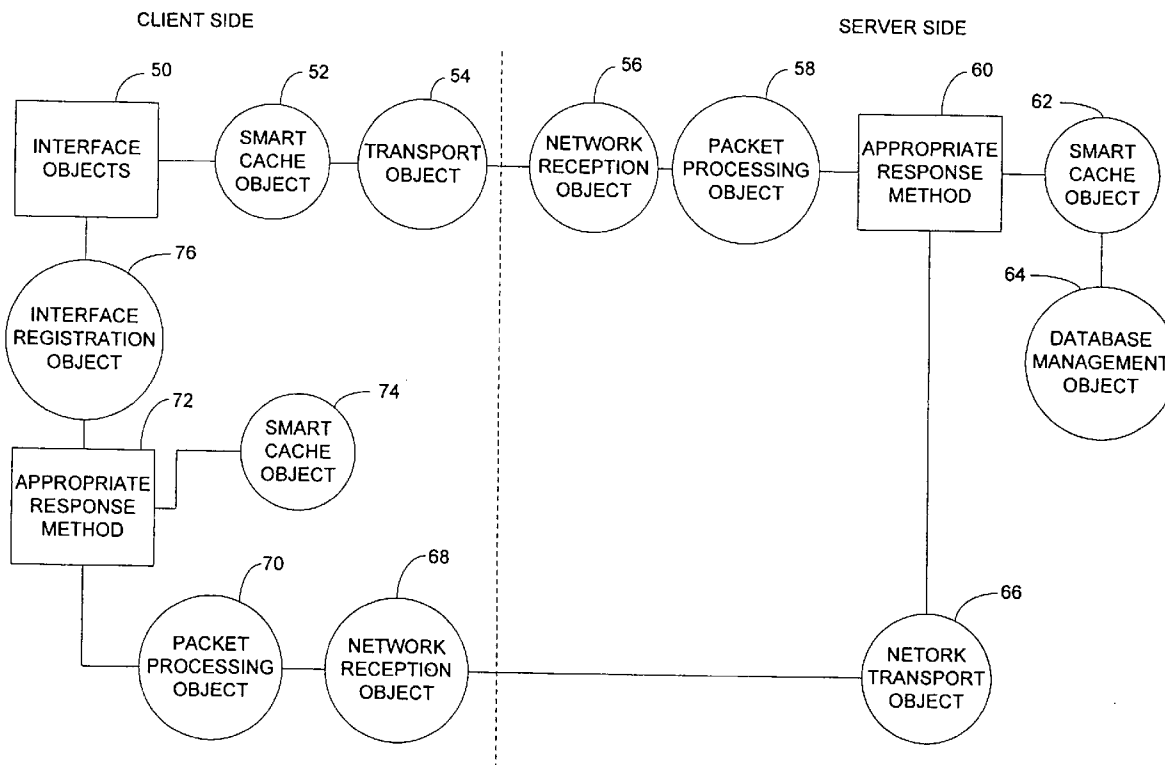 CLIENT SIDE
SERVER SIDE
50
52
54
56
58
60
62
INTERFACE
OBJECTS
SMART
CACHE
OBJECT
TRANSPORT
OBJECT
NETWORK
RECEPTION
OBJECT
PACKET
PROCESSING
OBJECT
APPROPRIATE
RESPONSE
METHOD
SMART
CACHE
OBJECT
76
INTERFACE
REGISTRATION
OBJECT
64
DATABASE
MANAGEMENT
OBJECT
72
APPROPRIATE
RESPONSE
METHOD
74
SMART
CACHE
OBJECT
70
PACKET
PROCESSING
OBJECT
68
NETWORK
RECEPTION
OBJECT
66
NETORK
TRANSPORT
OBJECT